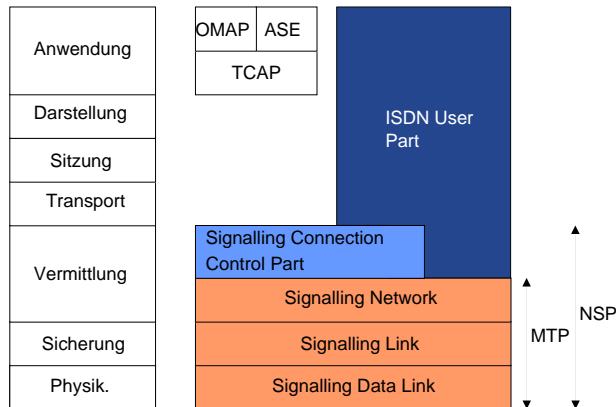 Anwendung
Darstellung
Sitzung
Transport
Vermittlung
Sicherung
Physik.
OMAP
ASE
TCAP
ISDN User
Part
Signalling Connection
Control Part
Signalling Network
Signalling Link
Signalling Data Link
MTP
NSP